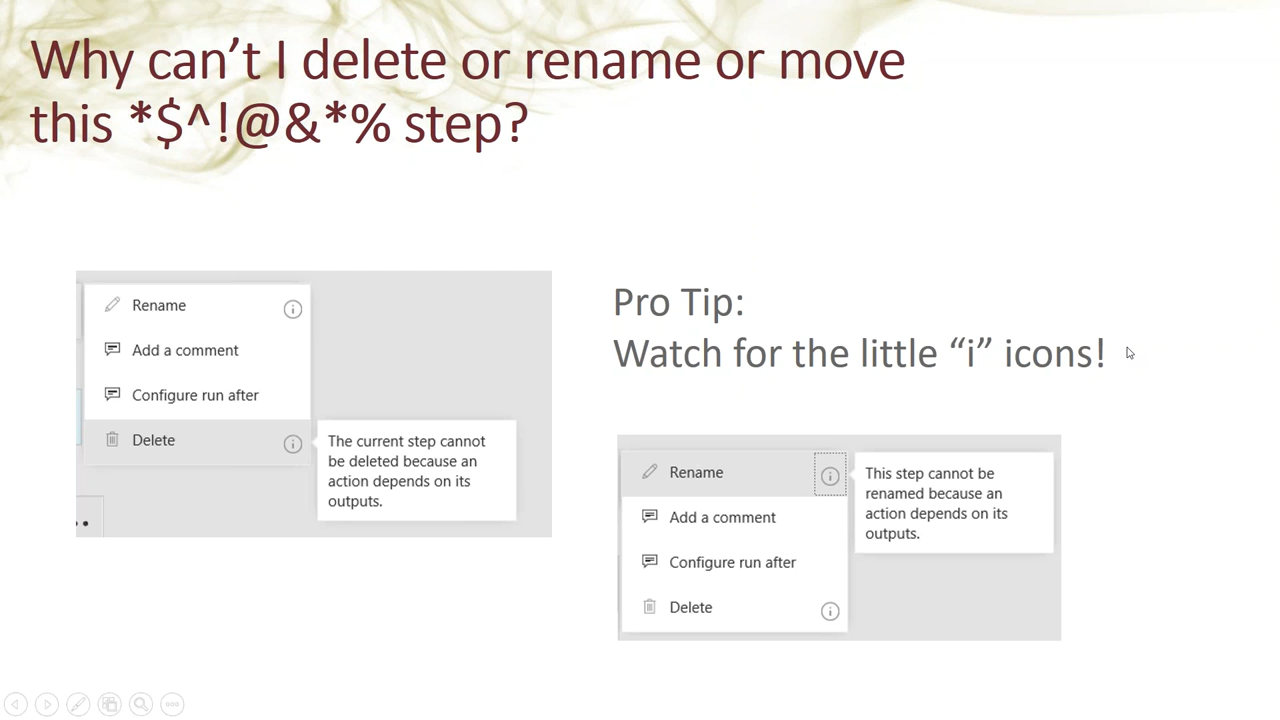 Why can’t I delete or rename or move
this *$^!@&*% step?
Rename
Add a comment
Configure run after
Delete
The current step cannot
be deleted because an
action depends on its
outputs.
Pro Tip:
Watch for the little “i” icons!
Rename
Add a comment
Configure run after
Delete
This step cannot be
renamed because an
action depends on its
outputs.